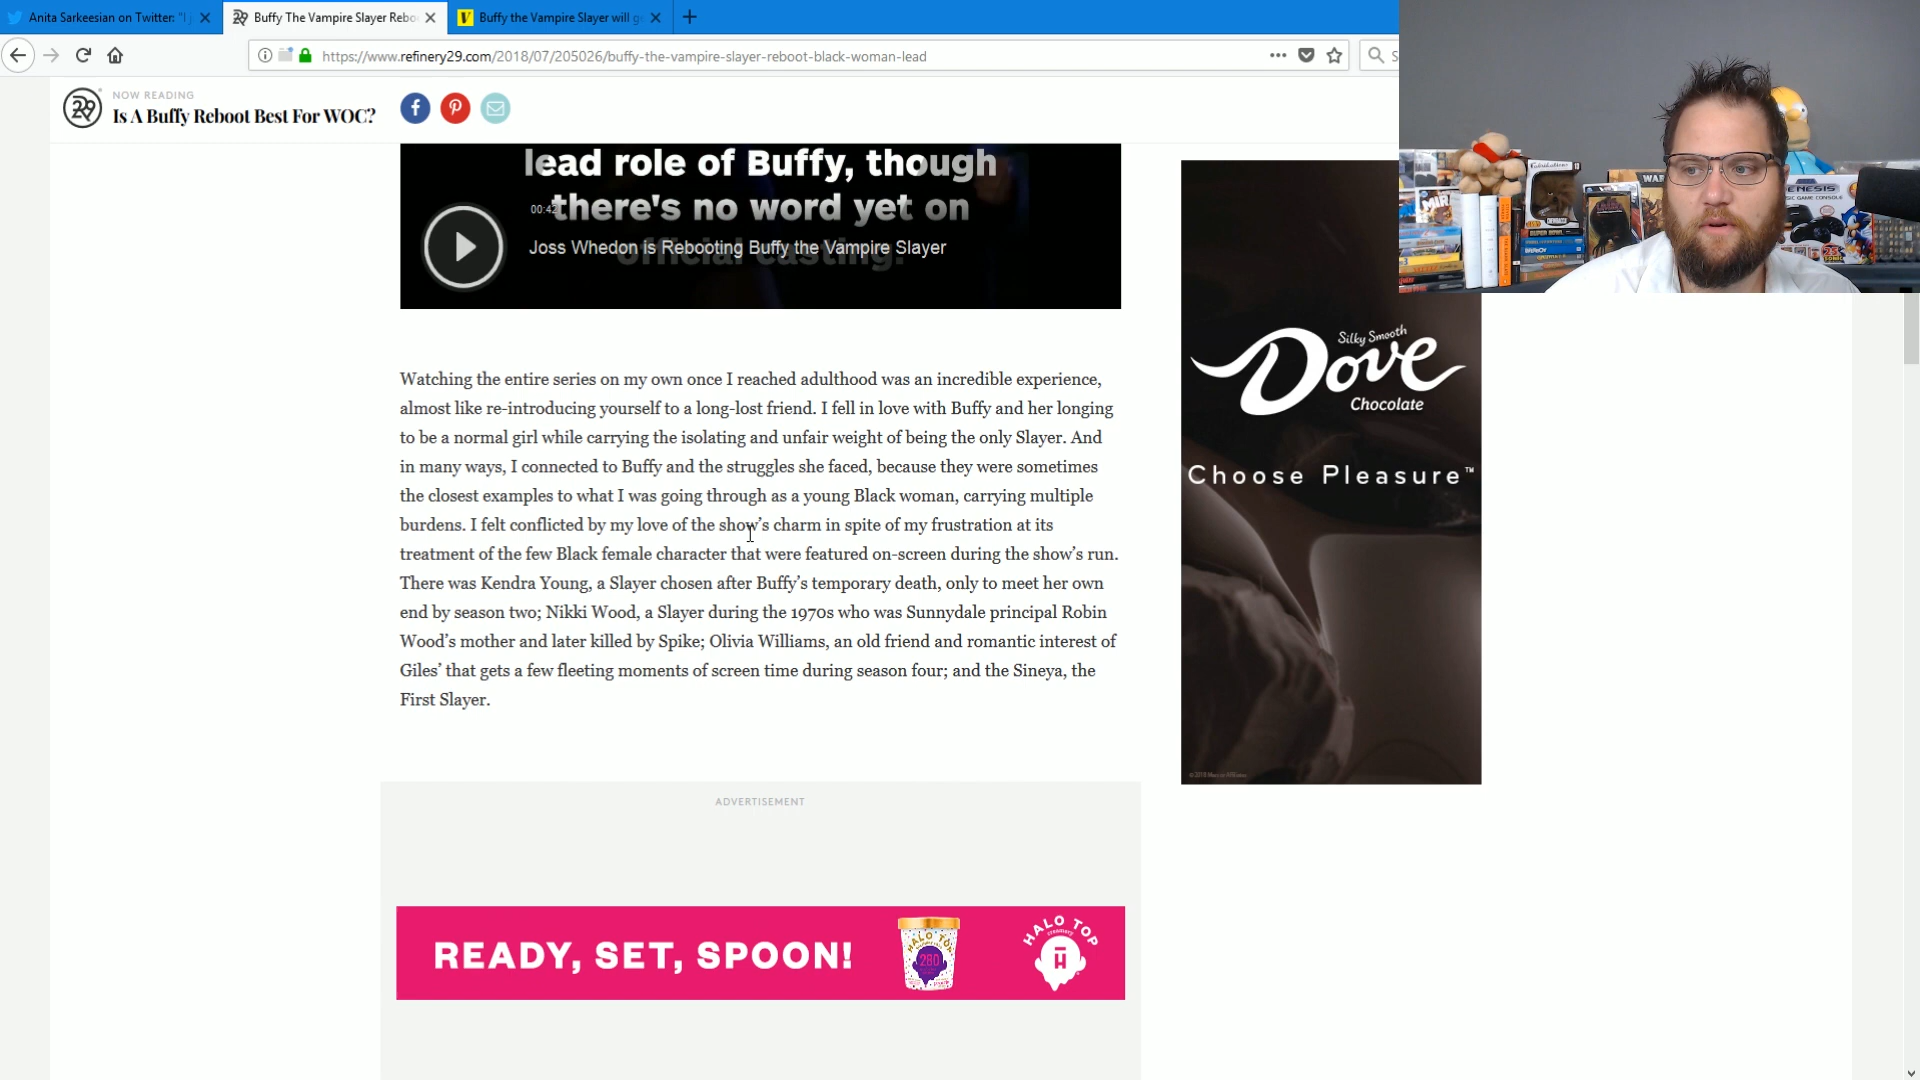 Anita Sarkeesian on Twitter: "I j
Buffy The Vampire Slayer Rebo
Buffy the Vampire Slayer will g
https://www.refinery29.com/2018/07/205026/buffy-the-vampire-slayer-reboot-black-woman-lead
S
29
NOW READING
Is A Buffy Reboot Best For WOC?
lead role of Buffy, though
there's no word yet on
official casting.
00:42
Joss Whedon is Rebooting Buffy the Vampire Slayer
Watching the entire series on my own once I reached adulthood was an incredible experience,
almost like re-introducing yourself to a long-lost friend. I fell in love with Buffy and her longing
to be a normal girl while carrying the isolating and unfair weight of being the only Slayer. And
in many ways, I connected to Buffy and the struggles she faced, because they were sometimes
the closest examples to what I was going through as a young Black woman, carrying multiple
burdens. I felt conflicted by my love of the show's charm in spite of my frustration at its
treatment of the few Black female character that were featured on-screen during the show's run.
There was Kendra Young, a Slayer chosen after Buffy's temporary death, only to meet her own
end by season two; Nikki Wood, a Slayer during the 1970s who was Sunnydale principal Robin
Wood's mother and later killed by Spike; Olivia Williams, an old friend and romantic interest of
Giles' that gets a few fleeting moments of screen time during season four; and the Sineya, the
First Slayer.
Silky Smooth
Dove
Chocolate
Choose Pleasure™
ADVERTISEMENT
READY, SET, SPOON!
HALO TOP
280
HALO TOP
creamery
H
WAR
ENESIS